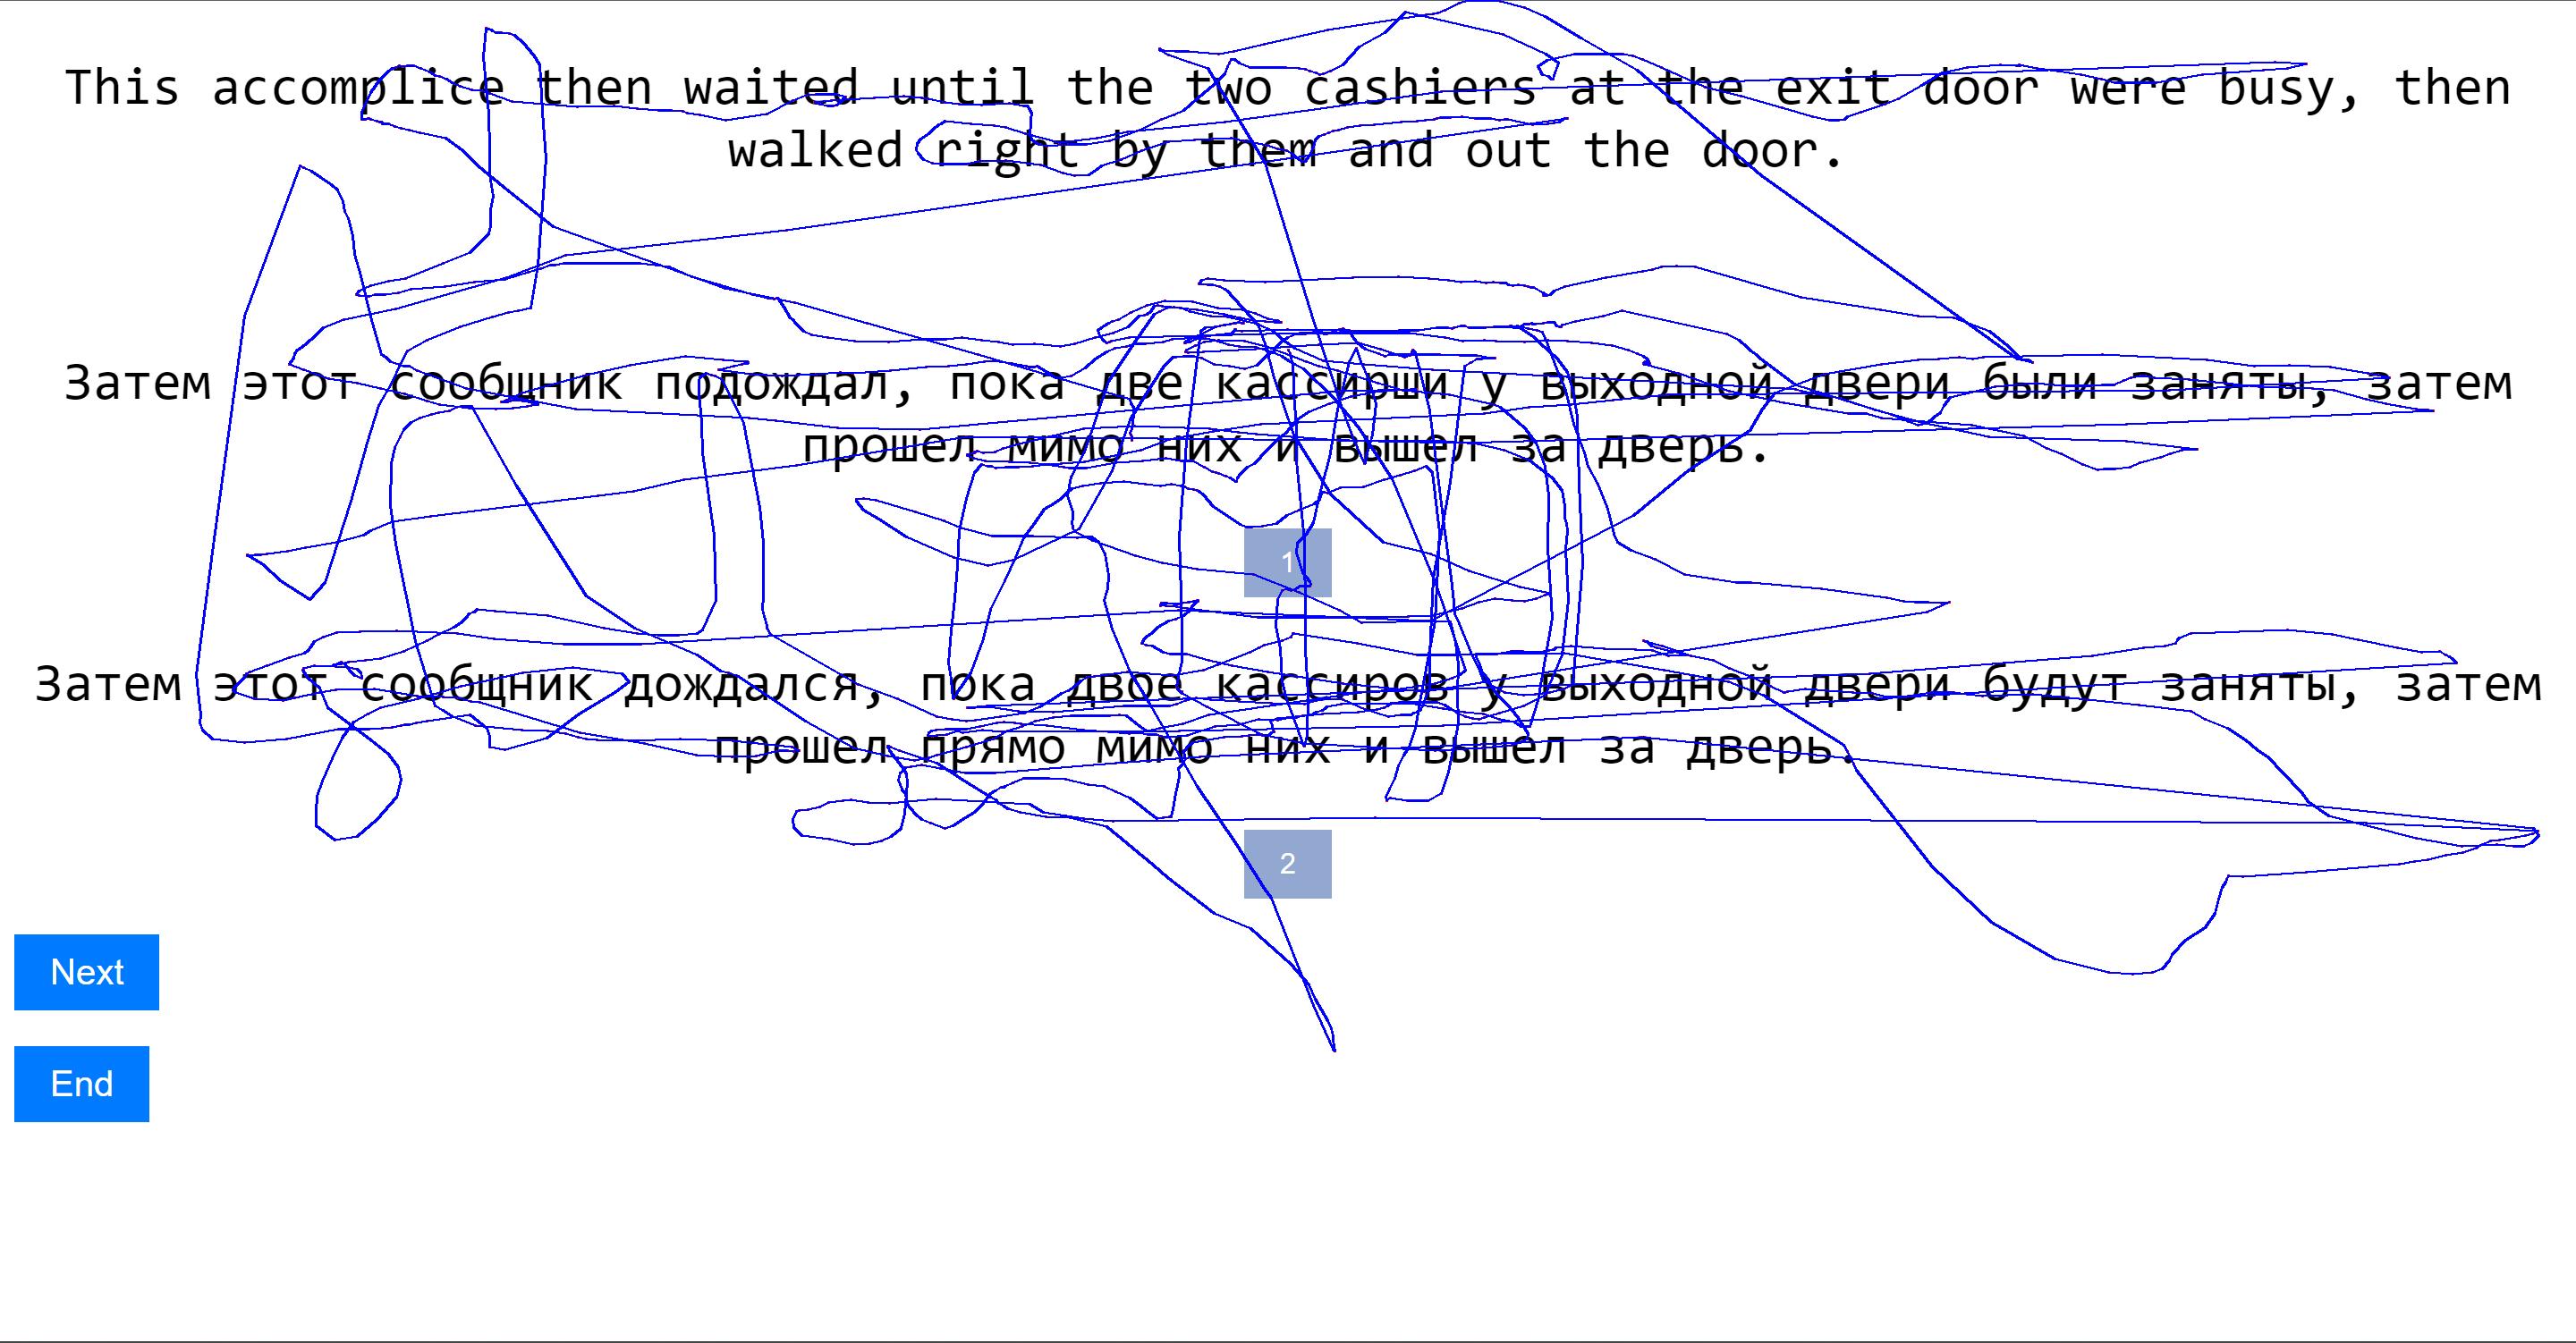 This accomplice then waited until the two cashiers at the exit door were busy, then
walked right by them and out the door.
Затем этот сообщник подождал, пока две кассирши у выходной двери были заняты, затем
прошел мимо них и вышел за дверь.
1
Затем этот сообщник дождался, пока двое кассиров у выходной двери будут заняты, затем
прошел прямо мимо них и вышел за дверь.
2
Next
End